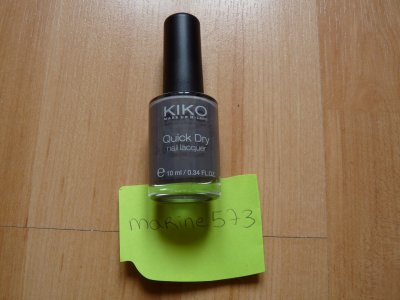 KIKO
MAKE UP MILANO
Quick Dry
nail lacquer
℮ 10 ml / 0.34 FL.OZ.
marine573